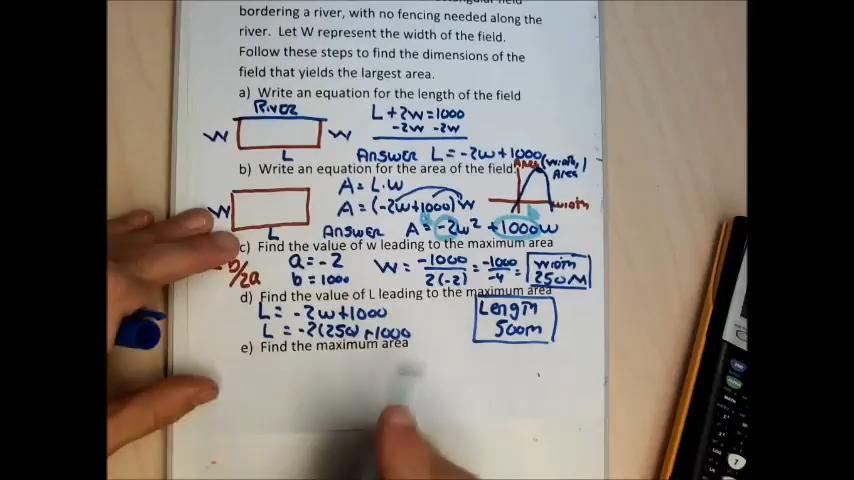 bordering a river, with no fencing needed along the
river. Let W represent the width of the field.
Follow these steps to find the dimensions of the
field that yields the largest area.
a) Write an equation for the length of the field
RIVER
L + 2W = 1000
-2W -2W
W W
L
ANSWER L = -2W + 1000
b) Write an equation for the area of the field.
AREA (WIDTH, AREA)
WIDTH
A = L·W
A = (-2W+1000)W
W
L
ANSWER A = -2W² + 1000W
c) Find the value of w leading to the maximum area
-b/2a
a = -2
b = 1000
W = -1000/2(-2) = -1000/-4 =
WIDTH
250M
d) Find the value of L leading to the maximum area
L = -2W + 1000
L = -2(250)+1000
LENGTH
500m
e) Find the maximum area